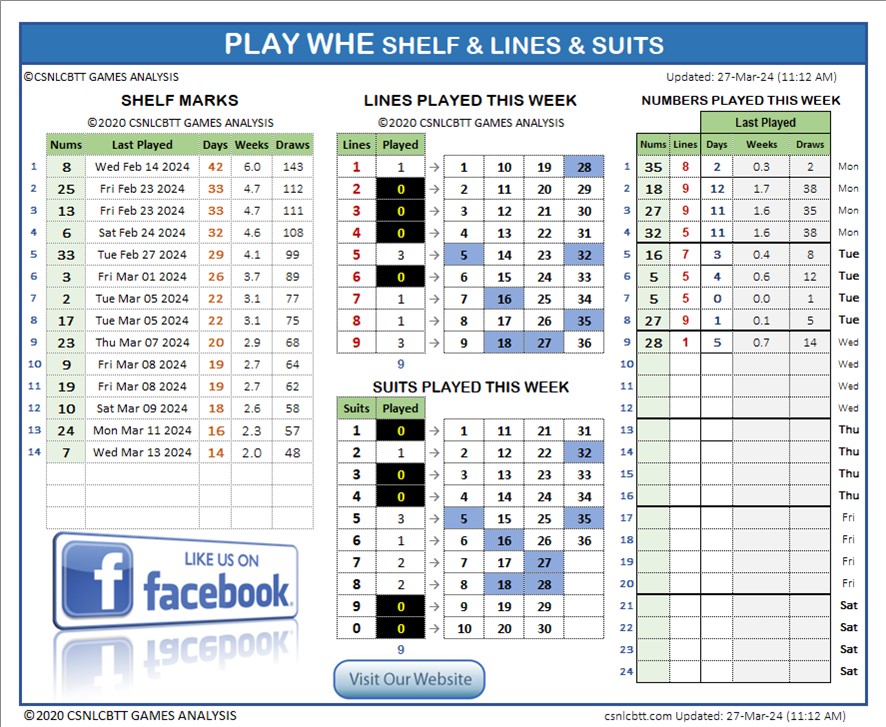 PLAY WHE SHELF & LINES & SUITS
©CSNLCBTT GAMES ANALYSIS
Updated: 27-Mar-24 (11:12 AM)
SHELF MARKS
©2020 CSNLCBTT GAMES ANALYSIS
Nums Last Played Days Weeks Draws
1 8 Wed Feb 14 2024 42 6.0 143
2 25 Fri Feb 23 2024 33 4.7 112
3 13 Fri Feb 23 2024 33 4.7 111
4 6 Sat Feb 24 2024 32 4.6 108
5 33 Tue Feb 27 2024 29 4.1 99
6 3 Fri Mar 01 2024 26 3.7 89
7 2 Tue Mar 05 2024 22 3.1 77
8 17 Tue Mar 05 2024 22 3.1 75
9 23 Thu Mar 07 2024 20 2.9 68
10 9 Fri Mar 08 2024 19 2.7 64
11 19 Fri Mar 08 2024 19 2.7 62
12 10 Sat Mar 09 2024 18 2.6 58
13 24 Mon Mar 11 2024 16 2.3 57
14 7 Wed Mar 13 2024 14 2.0 48
LIKE US ON
facebook.
LINES PLAYED THIS WEEK
©2020 CSNLCBTT GAMES ANALYSIS
Lines Played
1 1 → 1 10 19 28
2 0 → 2 11 20 29
3 0 → 3 12 21 30
4 0 → 4 13 22 31
5 3 → 5 14 23 32
6 0 → 6 15 24 33
7 1 → 7 16 25 34
8 1 → 8 17 26 35
9 3 → 9 18 27 36
9
SUITS PLAYED THIS WEEK
Suits Played
1 0 → 1 11 21 31
2 1 → 2 12 22 32
3 0 → 3 13 23 33
4 0 → 4 14 24 34
5 3 → 5 15 25 35
6 1 → 6 16 26 36
7 2 → 7 17 27
8 2 → 8 18 28
9 0 → 9 19 29
0 0 → 10 20 30
9
Visit Our Website
NUMBERS PLAYED THIS WEEK
Last Played
Nums Lines Days Weeks Draws
1 35 8 2 0.3 2 Mon
2 18 9 12 1.7 38 Mon
3 27 9 11 1.6 35 Mon
4 32 5 11 1.6 38 Mon
5 16 7 3 0.4 8 Tue
6 5 5 4 0.6 12 Tue
7 5 5 0 0.0 1 Tue
8 27 9 1 0.1 5 Tue
9 28 1 5 0.7 14 Wed
10 Wed
11 Wed
12 Wed
13 Thu
14 Thu
15 Thu
16 Thu
17 Fri
18 Fri
19 Fri
20 Fri
21 Sat
22 Sat
23 Sat
24 Sat
©2020 CSNLCBTT GAMES ANALYSIS
csnlcbtt.com Updated: 27-Mar-24 (11:12 AM)